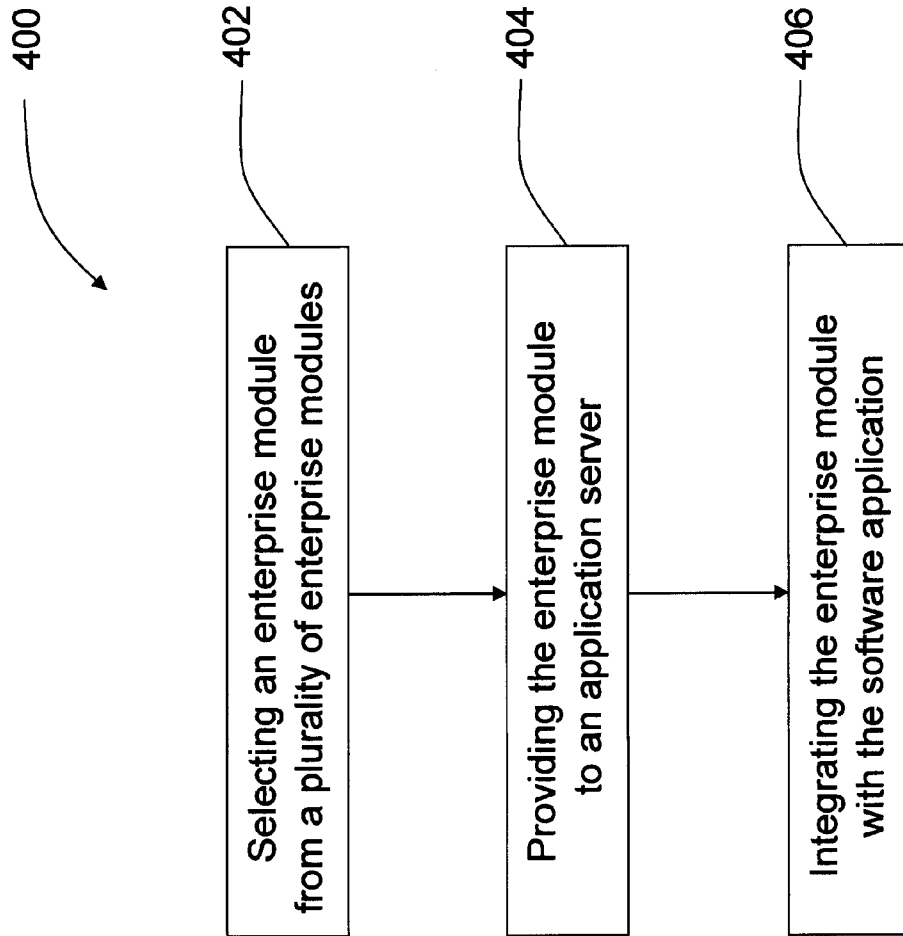 400
402
Selecting an enterprise module
from a plurality of enterprise modules
404
Providing the enterprise module
to an application server
406
Integrating the enterprise module
with the software application